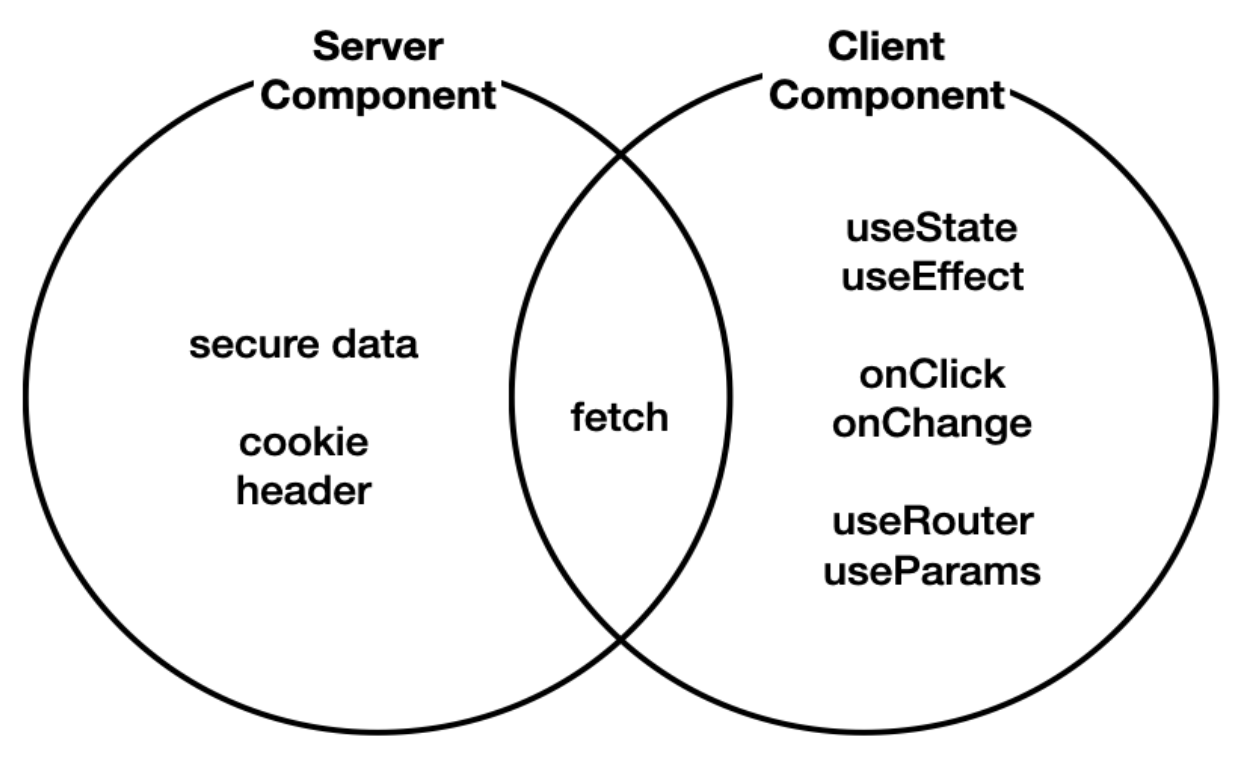 Server
Component
Client
Component
secure data
cookie
header
fetch
useState
useEffect
onClick
onChange
useRouter
useParams